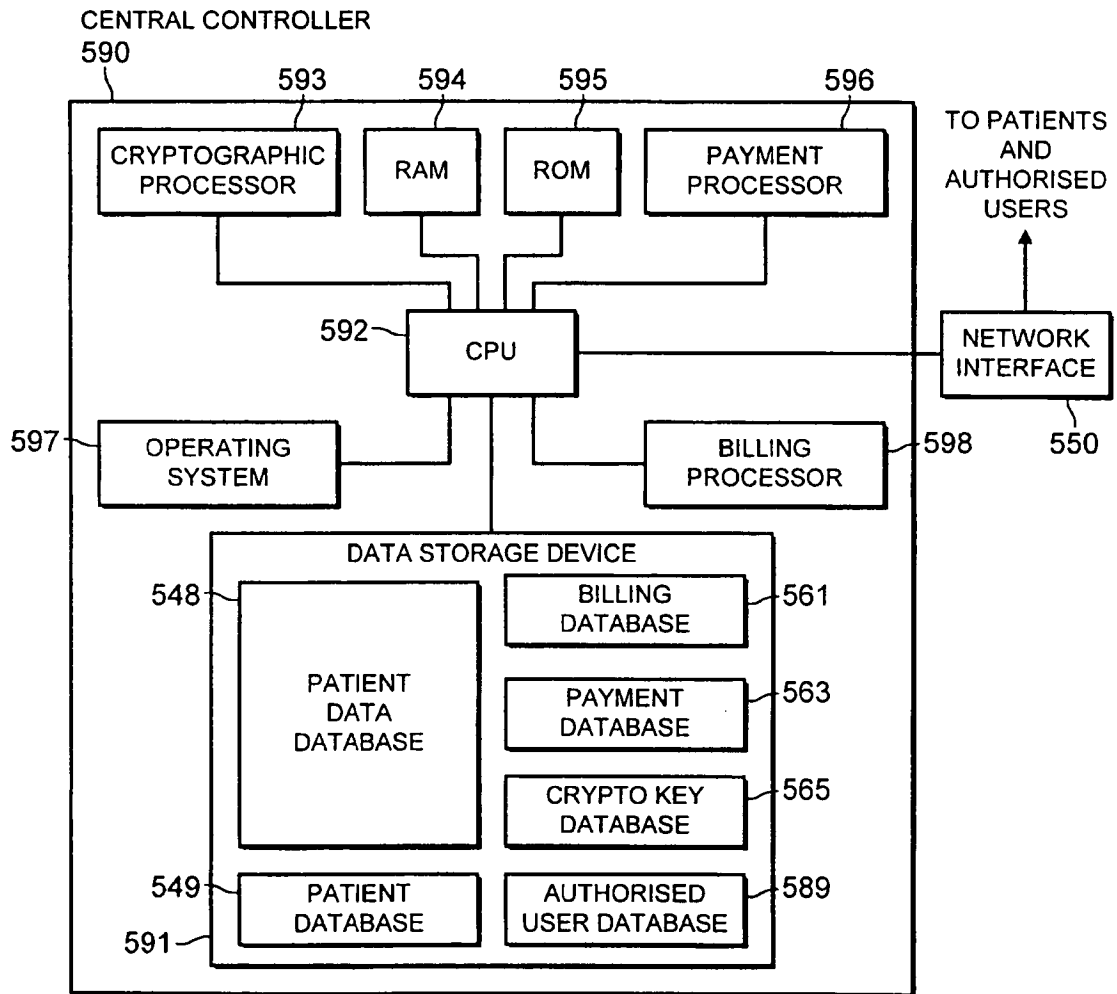 CENTRAL CONTROLLER
590
593
594
595
596
CRYPTOGRAPHIC
PROCESSOR
RAM
ROM
PAYMENT
PROCESSOR
TO PATIENTS
AND
AUTHORISED
USERS
592
CPU
NETWORK
INTERFACE
550
597
OPERATING
SYSTEM
BILLING
PROCESSOR
598
DATA STORAGE DEVICE
548
PATIENT
DATA
DATABASE
BILLING
DATABASE
561
PAYMENT
DATABASE
563
CRYPTO KEY
DATABASE
565
549
PATIENT
DATABASE
AUTHORISED
USER DATABASE
589
591